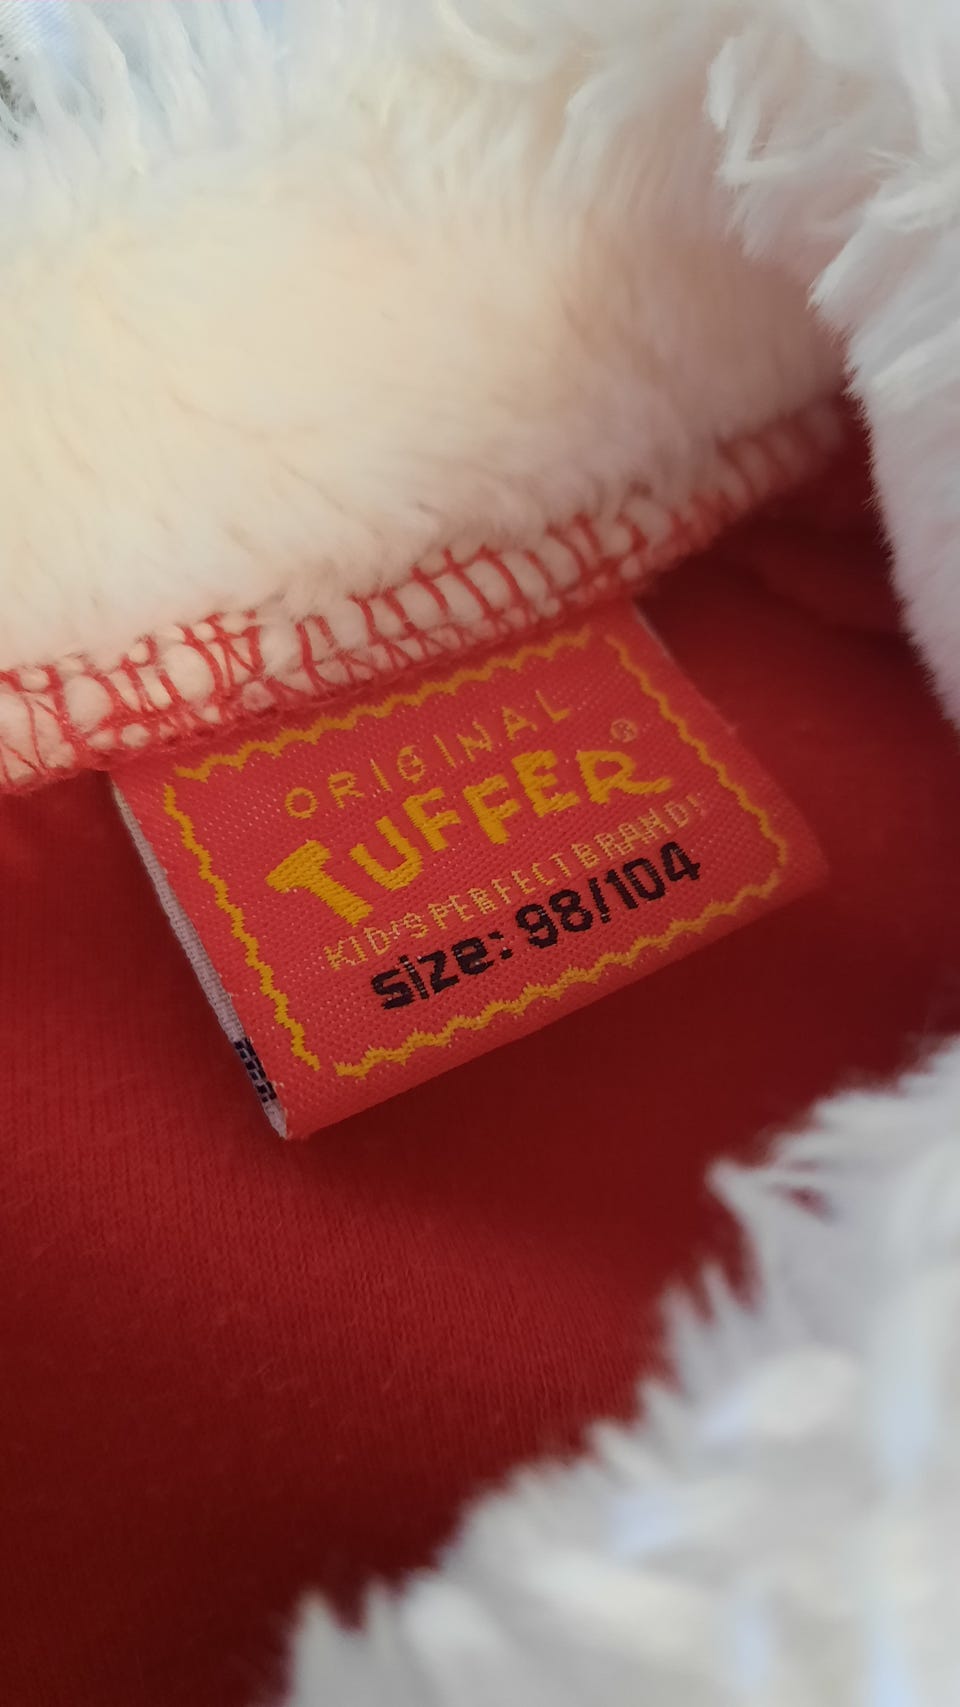 ORIGINAL
TUFFER®
KID'S PERFECT BRAND!
size: 98/104